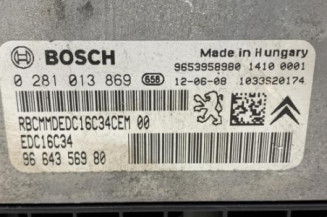 BOSCH
Made in Hungary
9653958980 1410 0001
0 281 013 869 658 12-06-08 1033S20174
RBCMMDEDC16C34CEM 00
EDC16C34
96 643 569 80